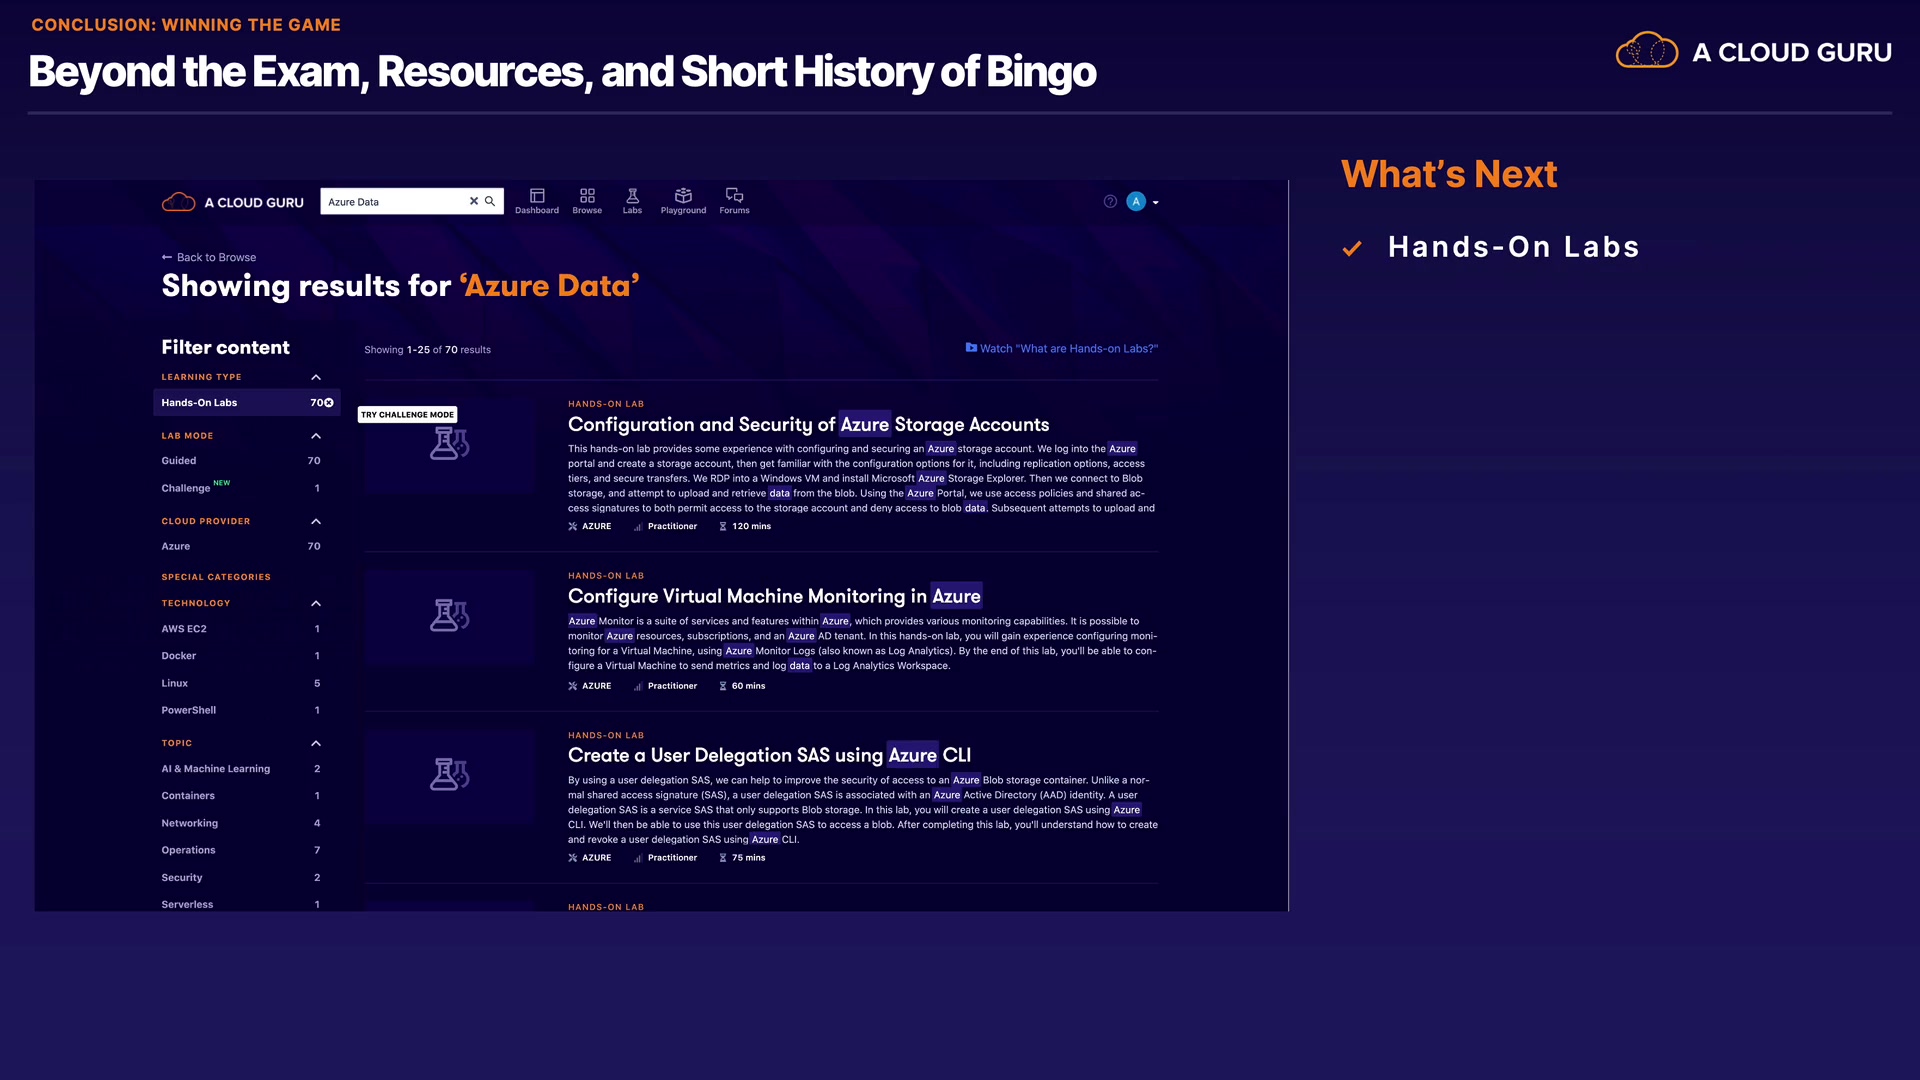 CONCLUSION: WINNING THE GAME
Beyond the Exam, Resources, and Short History of Bingo
A CLOUD GURU
What's Next
Hands-On Labs
A CLOUD GURU
Azure Data
Dashboard
Browse
Labs
Playground
Forums
A
← Back to Browse
Showing results for ‘Azure Data’
Filter content
LEARNING TYPE
Hands-On Labs 70
LAB MODE
Guided 70
Challenge NEW 1
CLOUD PROVIDER
Azure 70
SPECIAL CATEGORIES
TECHNOLOGY
AWS EC2 1
Docker 1
Linux 5
PowerShell 1
TOPIC
AI & Machine Learning 2
Containers 1
Networking 4
Operations 7
Security 2
Serverless 1
Showing 1-25 of 70 results
Watch "What are Hands-on Labs?"
TRY CHALLENGE MODE
HANDS-ON LAB
Configuration and Security of Azure Storage Accounts
This hands-on lab provides some experience with configuring and securing an Azure storage account. We log into the Azure
portal and create a storage account, then get familiar with the configuration options for it, including replication options, access
tiers, and secure transfers. We RDP into a Windows VM and install Microsoft Azure Storage Explorer. Then we connect to Blob
storage, and attempt to upload and retrieve data from the blob. Using the Azure Portal, we use access policies and shared ac-
cess signatures to both permit access to the storage account and deny access to blob data. Subsequent attempts to upload and
AZURE Practitioner 120 mins
HANDS-ON LAB
Configure Virtual Machine Monitoring in Azure
Azure Monitor is a suite of services and features within Azure, which provides various monitoring capabilities. It is possible to
monitor Azure resources, subscriptions, and an Azure AD tenant. In this hands-on lab, you will gain experience configuring moni-
toring for a Virtual Machine, using Azure Monitor Logs (also known as Log Analytics). By the end of this lab, you'll be able to con-
figure a Virtual Machine to send metrics and log data to a Log Analytics Workspace.
AZURE Practitioner 60 mins
HANDS-ON LAB
Create a User Delegation SAS using Azure CLI
By using a user delegation SAS, we can help to improve the security of access to an Azure Blob storage container. Unlike a nor-
mal shared access signature (SAS), a user delegation SAS is associated with an Azure Active Directory (AAD) identity. A user
delegation SAS is a service SAS that only supports Blob storage. In this lab, you will create a user delegation SAS using Azure
CLI. We'll then be able to use this user delegation SAS to access a blob. After completing this lab, you'll understand how to create
and revoke a user delegation SAS using Azure CLI.
AZURE Practitioner 75 mins
HANDS-ON LAB